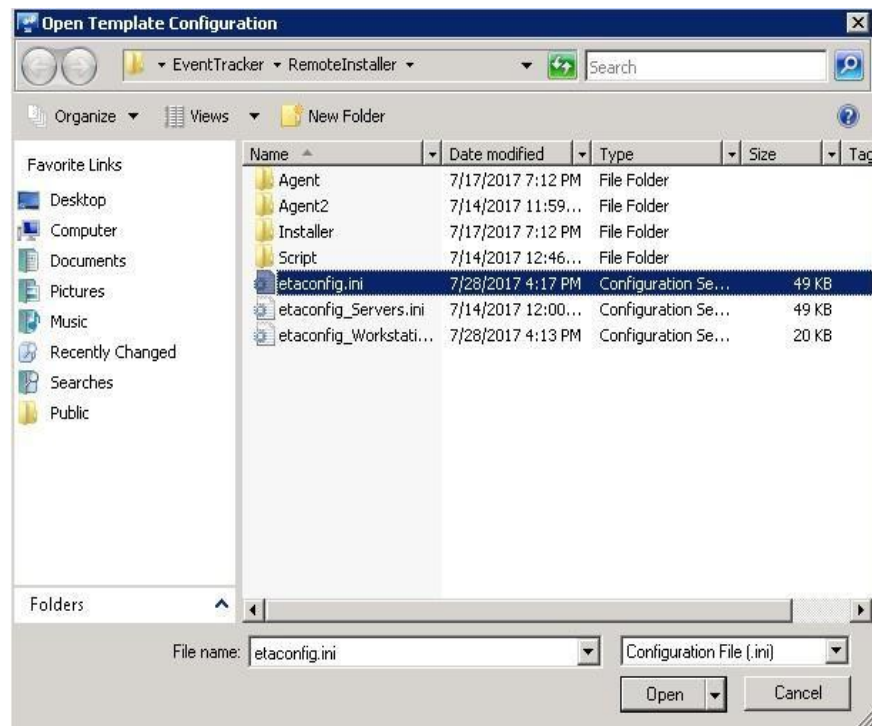 Open Template Configuration
EventTracker RemoteInstaller Search
Organize Views New Folder
Favorite Links
Desktop
Computer
Documents
Pictures
Music
Recently Changed
Searches
Public
Folders
Name Date modified Type Size Tag
Agent 7/17/2017 7:12 PM File Folder
Agent2 7/14/2017 11:59... File Folder
Installer 7/17/2017 7:12 PM File Folder
Script 7/14/2017 12:46... File Folder
etaconfig.ini 7/28/2017 4:17 PM Configuration Se... 49 KB
etaconfig_Servers.ini 7/14/2017 12:00... Configuration Se... 49 KB
etaconfig_Workstati... 7/28/2017 4:13 PM Configuration Se... 20 KB
File name: etaconfig.ini Configuration File (.ini)
Open Cancel